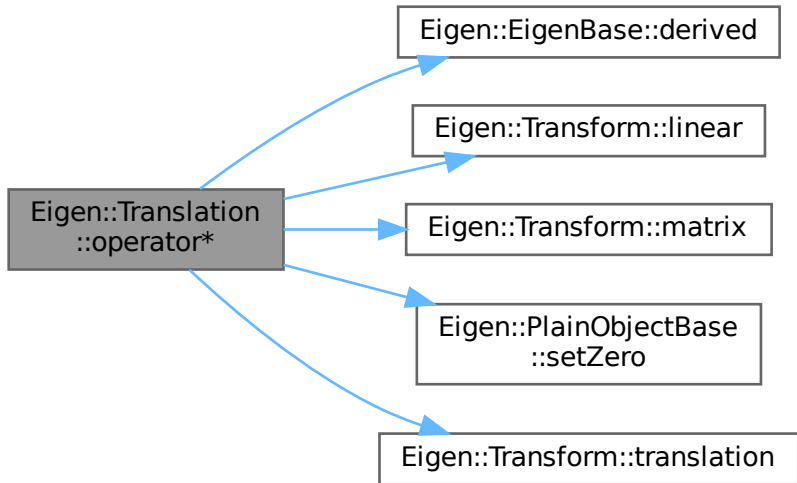 Eigen::EigenBase::derived
Eigen::Transform::linear
Eigen::Translation
::operator*
Eigen::Transform::matrix
Eigen::PlainObjectBase
::setZero
Eigen::Transform::translation